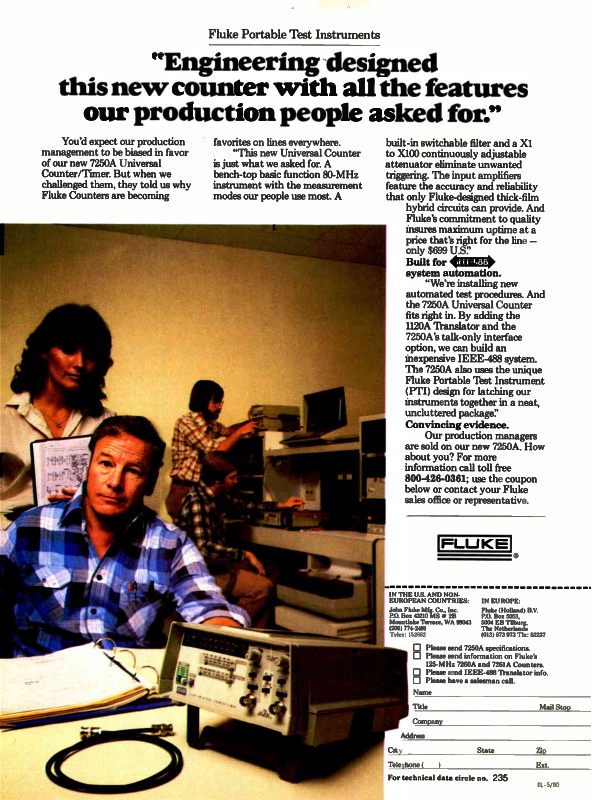 Fluke Portable Test Instruments
“Engineering designed
this new counter with all the features
our production people asked for.”
You'd expect our production
management to be biased in favor
of our new 7250A Universal
Counter/Timer. But when we
challenged them, they told us why
Fluke Counters are becoming
favorites on lines everywhere.
“This new Universal Counter
is just what we asked for. A
bench-top basic function 80-MHz
instrument with the measurement
modes our people use most. A
built-in switchable filter and a X1
to X100 continuously adjustable
attenuator eliminate unwanted
triggering. The input amplifiers
feature the accuracy and reliability
that only Fluke-designed thick-film
hybrid circuits can provide. And
Fluke's commitment to quality
insures maximum uptime at a
price that's right for the line —
only $699 U.S.”
Built for IEEE-488
system automation.
“We're installing new
automated test procedures. And
the 7250A Universal Counter
fits right in. By adding the
1120A Translator and the
7250A's talk-only interface
option, we can build an
inexpensive IEEE-488 system.
The 7250A also uses the unique
Fluke Portable Test Instrument
(PTI) design for latching our
instruments together in a neat,
uncluttered package.”
Convincing evidence.
Our production managers
are sold on our new 7250A. How
about you? For more
information call toll free
800-426-0361; use the coupon
below or contact your Fluke
sales office or representative.
FLUKE
®
IN THE U.S. AND NON-
EUROPEAN COUNTRIES:
John Fluke Mfg. Co., Inc.
P.O. Box 43210 MS # 2B
Mountlake Terrace, WA 98043
(206) 774-2481
Telex: 152662
IN EUROPE:
Fluke (Holland) B.V.
P.O. Box 5053,
5004 EB Tilburg,
The Netherlands
(013) 673 973 Tlx: 52237
Please send 7250A specifications.
Please send information on Fluke's
125-MHz 7260A and 7261A Counters.
Please send IEEE-488 Translator info.
Please have a salesman call.
Name
Title Mail Stop
Company
Address
City State Zip
Telephone ( ) Ext.
For technical data circle no. 235
EL-5/80